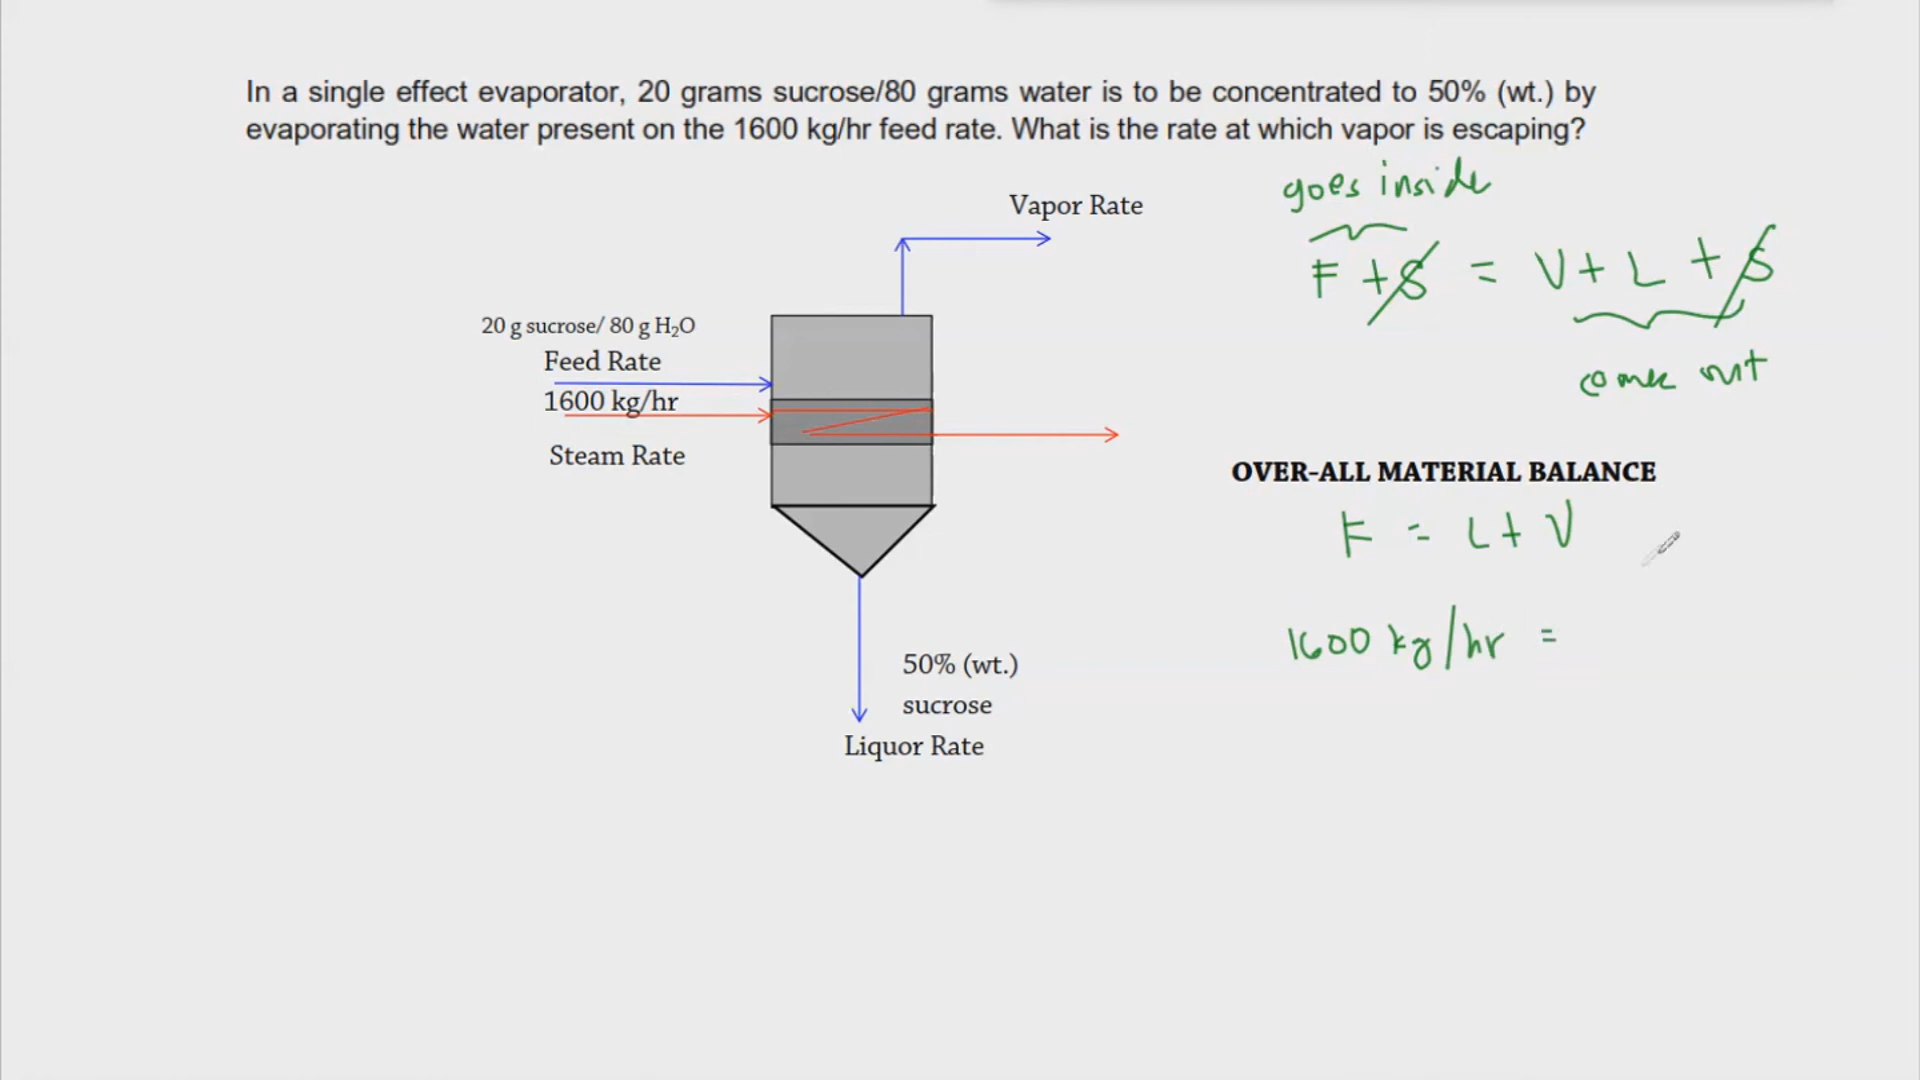 In a single effect evaporator, 20 grams sucrose/80 grams water is to be concentrated to 50% (wt.) by
evaporating the water present on the 1600 kg/hr feed rate. What is the rate at which vapor is escaping?
goes inside
F + S = V + L + S
comes out
Vapor Rate
20 g sucrose/ 80 g H₂O
Feed Rate
1600 kg/hr
Steam Rate
50% (wt.)
sucrose
Liquor Rate
OVER-ALL MATERIAL BALANCE
F = L + V
1600 kg/hr =